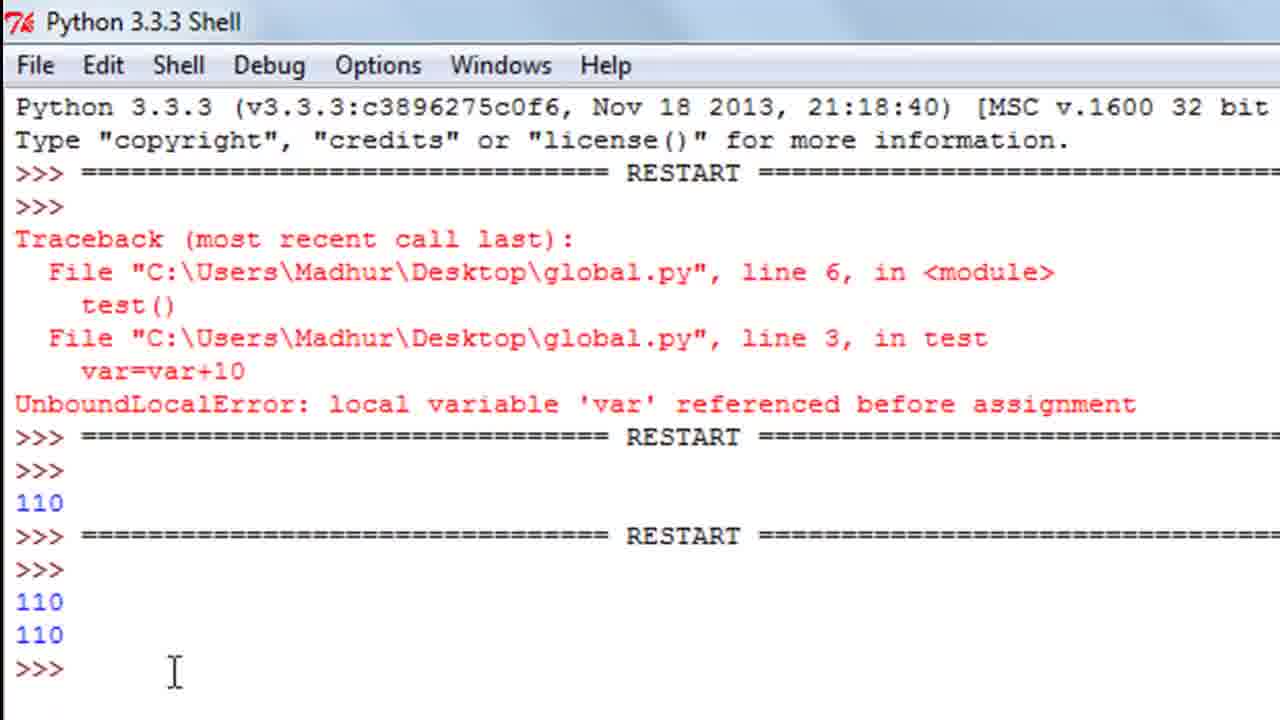 Python 3.3.3 Shell
File Edit Shell Debug Options Windows Help
Python 3.3.3 (v3.3.3:c3896275c0f6, Nov 18 2013, 21:18:40) [MSC v.1600 32 bit
Type "copyright", "credits" or "license()" for more information.
>>> ================================ RESTART ================================
>>>
Traceback (most recent call last):
  File "C:\Users\Madhur\Desktop\global.py", line 6, in <module>
    test()
  File "C:\Users\Madhur\Desktop\global.py", line 3, in test
    var=var+10
UnboundLocalError: local variable 'var' referenced before assignment
>>> ================================ RESTART ================================
>>>
110
>>> ================================ RESTART ================================
>>>
110
110
>>>